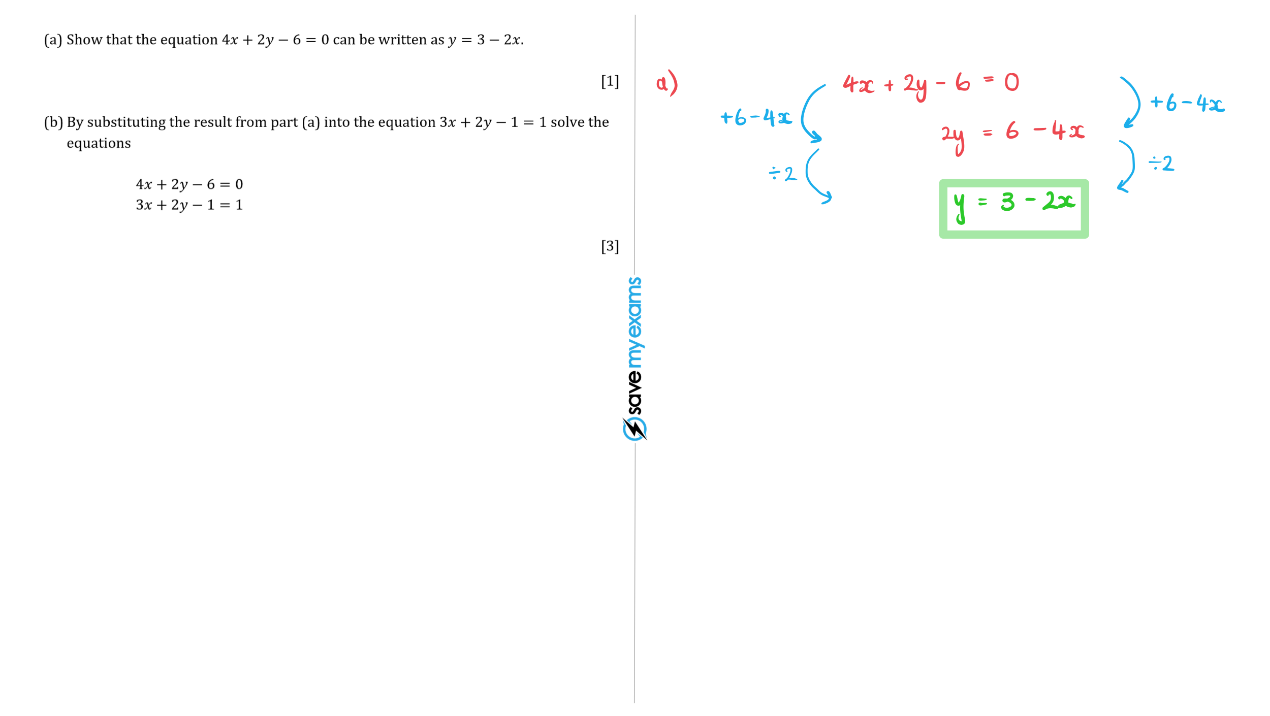 (a) Show that the equation 4x + 2y − 6 = 0 can be written as y = 3 − 2x.
[1]
(b) By substituting the result from part (a) into the equation 3x + 2y − 1 = 1 solve the
equations
4x + 2y − 6 = 0
3x + 2y − 1 = 1
[3]
save my exams
a)
4x + 2y - 6 = 0
+6-4x
+6-4x
2y = 6 - 4x
÷2
÷2
y = 3 - 2x